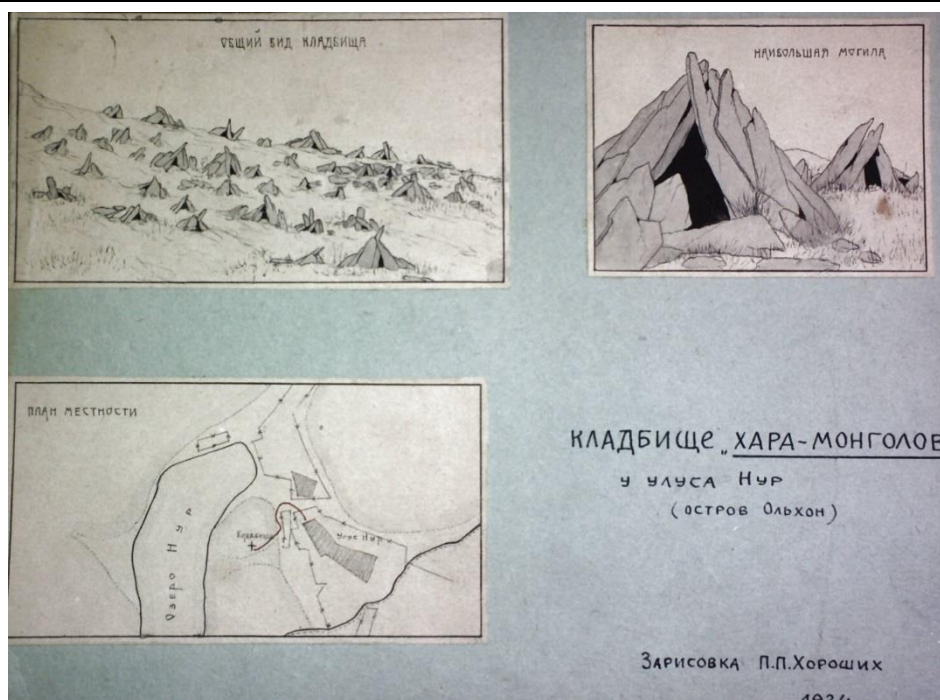 ОБЩИЙ ВИД КЛАДБИЩА
НАИБОЛЬШАЯ МОГИЛА
ПЛАН МЕСТНОСТИ
ОЗЕРО НУР
Кладбище
Улус Нур
КЛАДБИЩЕ „ХАРА-МОНГОЛОВ
У УЛУСА НУР
(ОСТРОВ ОЛЬХОН)
ЗАРИСОВКА П.П.ХОРОШИХ